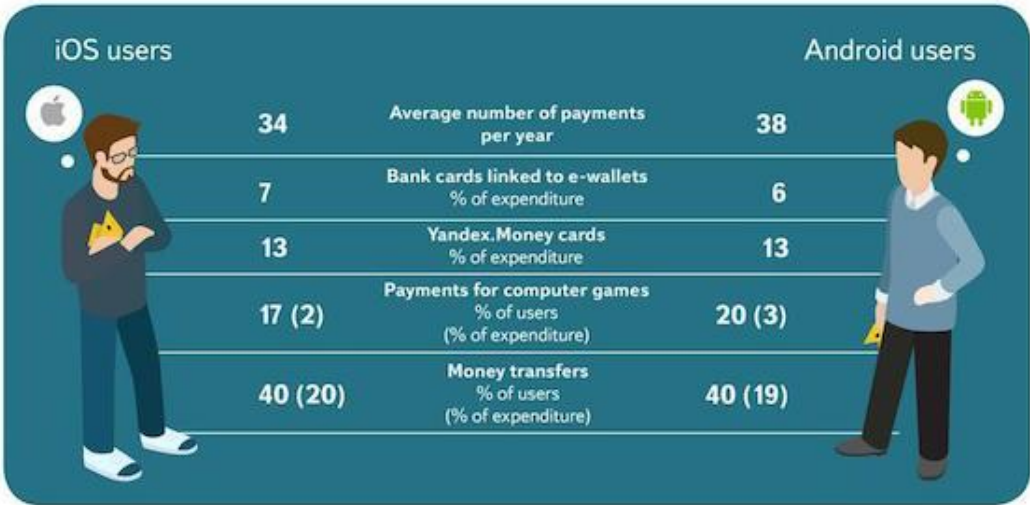 iOS users
Android users
34
Average number of payments
per year
38
7
Bank cards linked to e-wallets
% of expenditure
6
13
Yandex.Money cards
% of expenditure
13
17 (2)
Payments for computer games
% of users
(% of expenditure)
20 (3)
40 (20)
Money transfers
% of users
(% of expenditure)
40 (19)